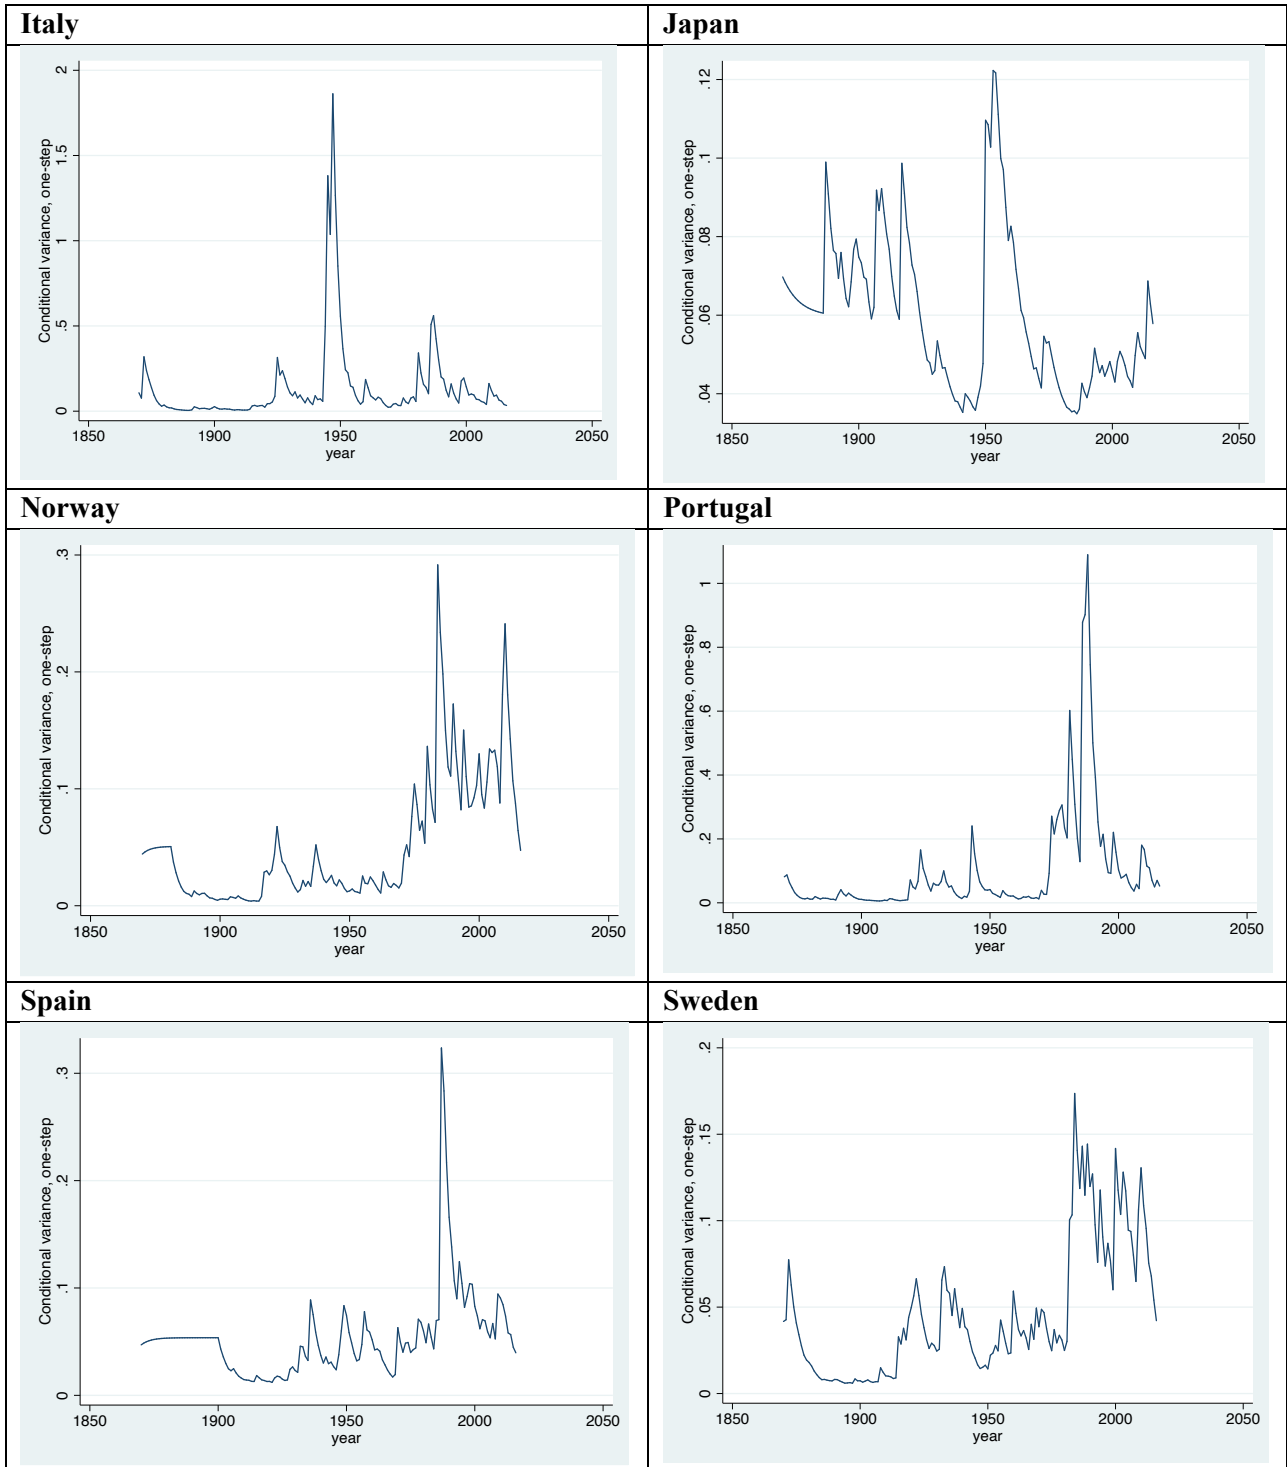 Italy
Conditional variance, one-step
2
1.5
1
.5
0
1850 1900 1950 2000 2050
year
Japan
Conditional variance, one-step
.12
.1
.08
.06
.04
1850 1900 1950 2000 2050
year
Norway
Conditional variance, one-step
.3
.2
.1
0
1850 1900 1950 2000 2050
year
Portugal
Conditional variance, one-step
1
.8
.6
.4
.2
0
1850 1900 1950 2000 2050
year
Spain
Conditional variance, one-step
.3
.2
.1
0
1850 1900 1950 2000 2050
year
Sweden
Conditional variance, one-step
.2
.15
.1
.05
0
1850 1900 1950 2000 2050
year